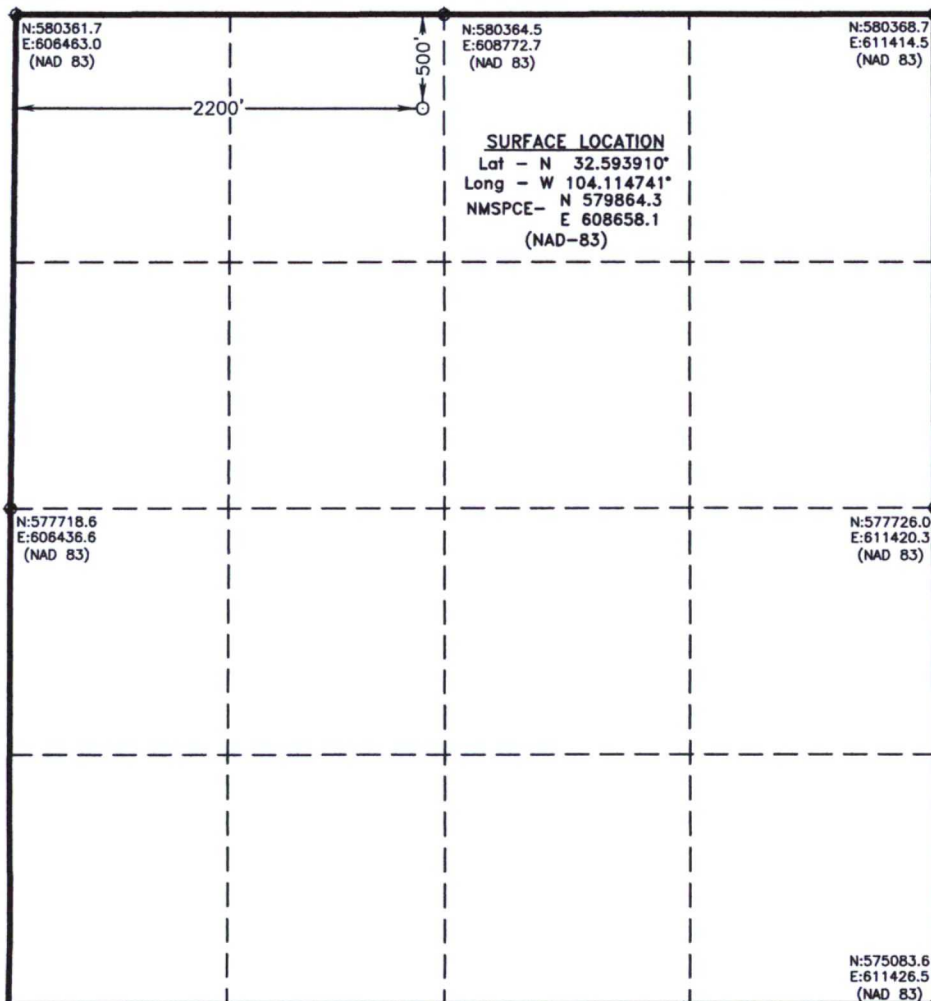 N:580361.7
E:606463.0
(NAD 83)
N:580364.5
E:608772.7
(NAD 83)
N:580368.7
E:611414.5
(NAD 83)
500'
2200'
SURFACE LOCATION
Lat - N 32.593910°
Long - W 104.114741°
NMSPCE- N 579864.3
E 608658.1
(NAD-83)
N:577718.6
E:606436.6
(NAD 83)
N:577726.0
E:611420.3
(NAD 83)
N:575083.6
E:611426.5
(NAD 83)